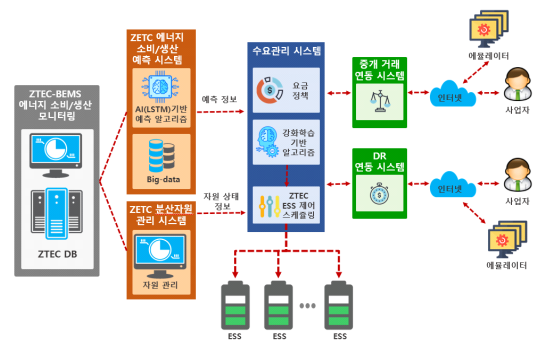 ZTEC-BEMS
에너지 소비/생산
모니터링
ZTEC DB
ZETC 에너지
소비/생산
예측 시스템
AI(LSTM)기반
예측 알고리즘
Big-data
ZETC 분산자원
관리 시스템
자원 관리
예측 정보
자원 상태
정보
수요관리 시스템
요금
정책
강화학습
기반
알고리즘
ZTEC
ESS 제어
스케쥴링
ESS
ESS
ESS
중개 거래
연동 시스템
DR
연동 시스템
인터넷
에뮬레이터
사업자
인터넷
사업자
에뮬레이터